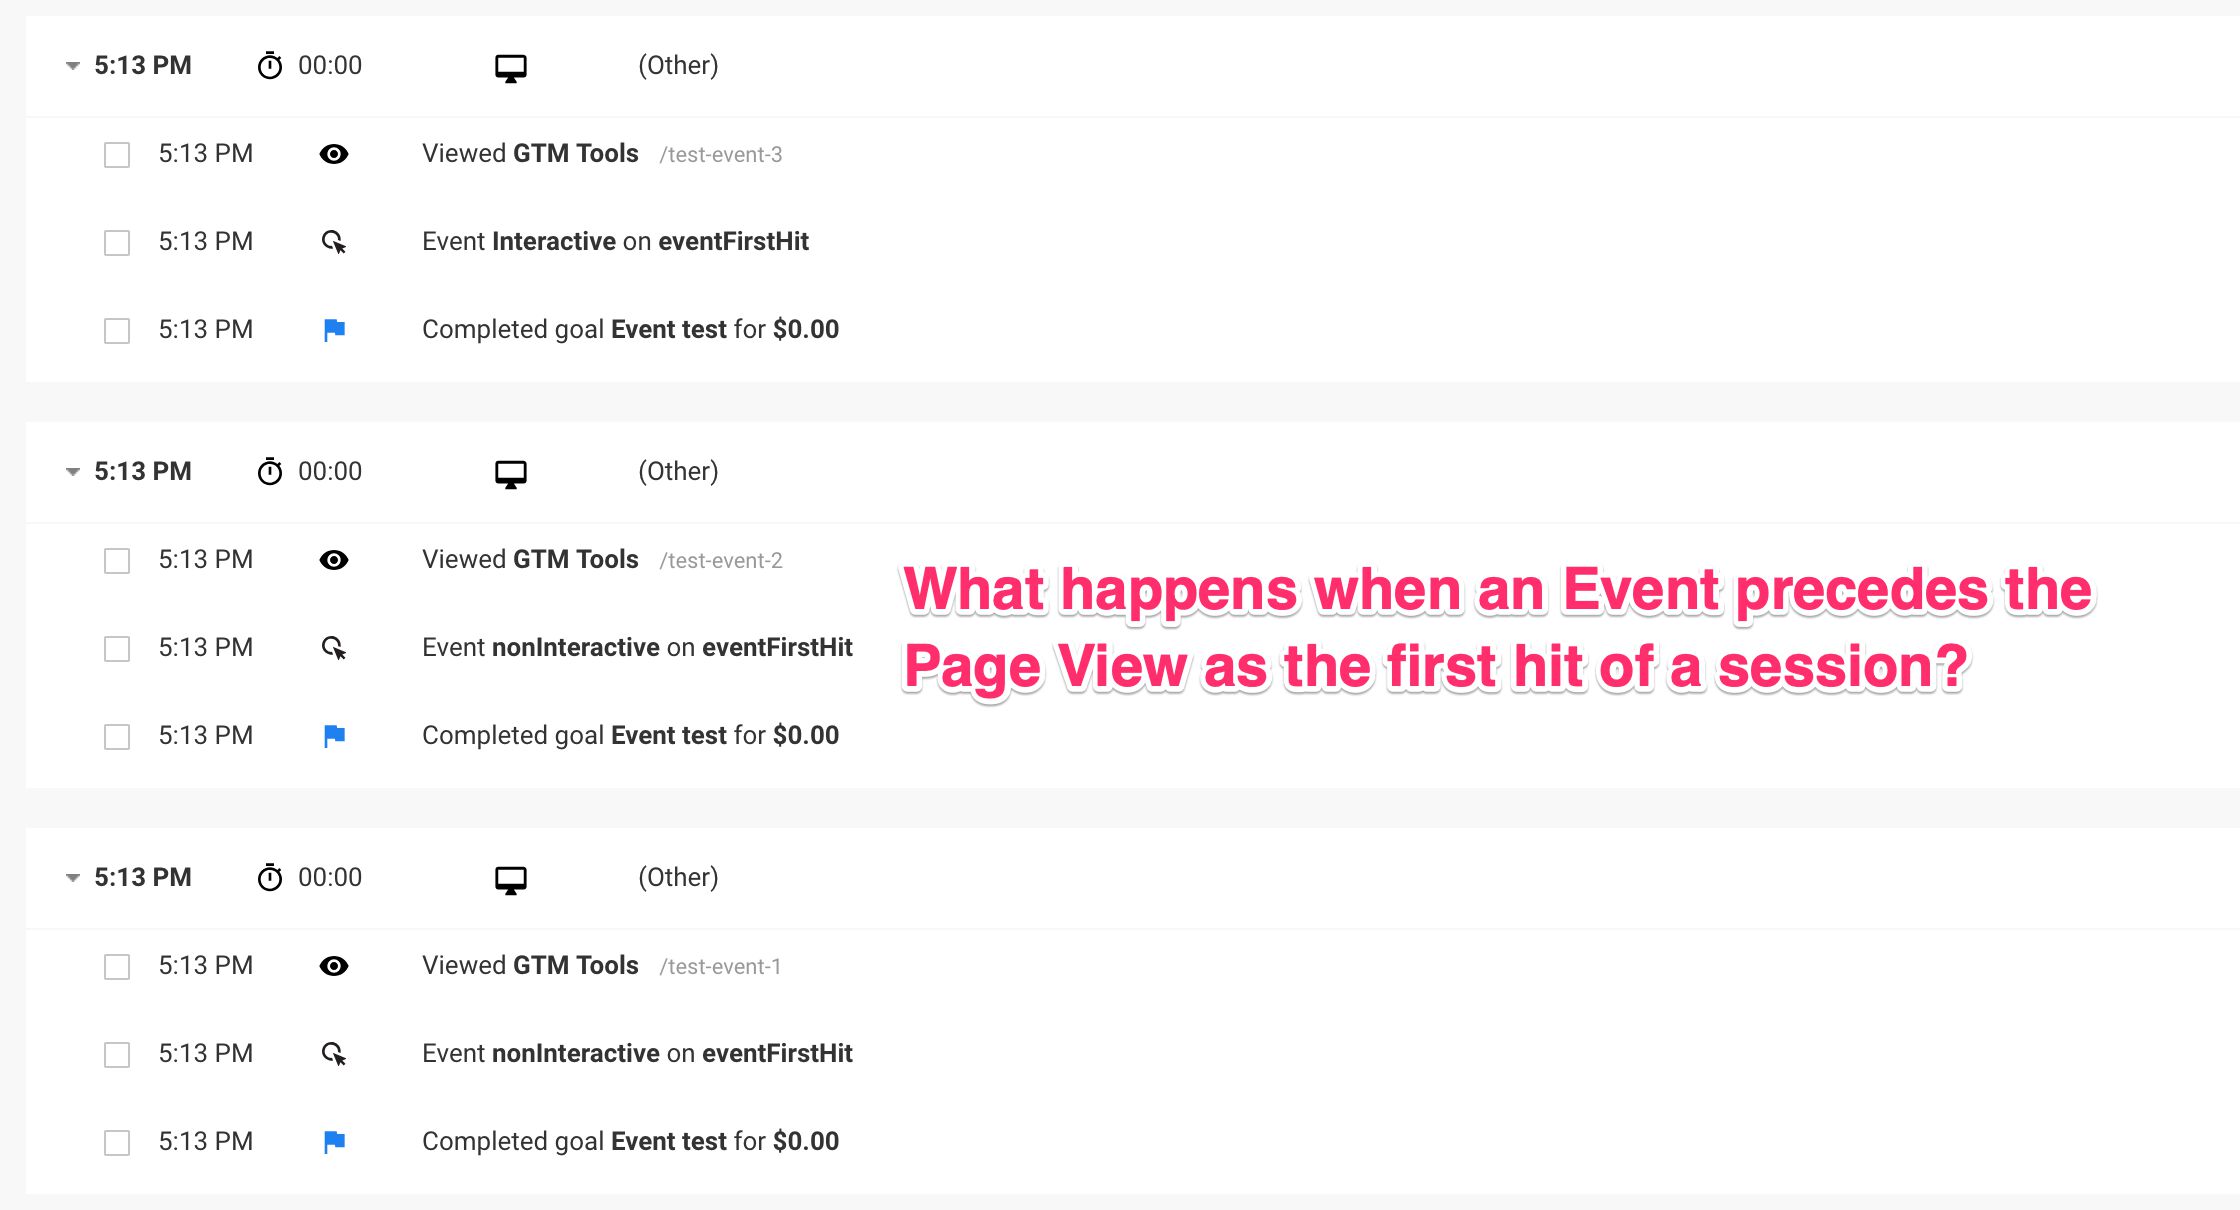 5:13 PM 00:00 (Other)
5:13 PM Viewed GTM Tools /test-event-3
5:13 PM Event Interactive on eventFirstHit
5:13 PM Completed goal Event test for $0.00
5:13 PM 00:00 (Other)
5:13 PM Viewed GTM Tools /test-event-2
5:13 PM Event nonInteractive on eventFirstHit
5:13 PM Completed goal Event test for $0.00
What happens when an Event precedes the
Page View as the first hit of a session?
5:13 PM 00:00 (Other)
5:13 PM Viewed GTM Tools /test-event-1
5:13 PM Event nonInteractive on eventFirstHit
5:13 PM Completed goal Event test for $0.00